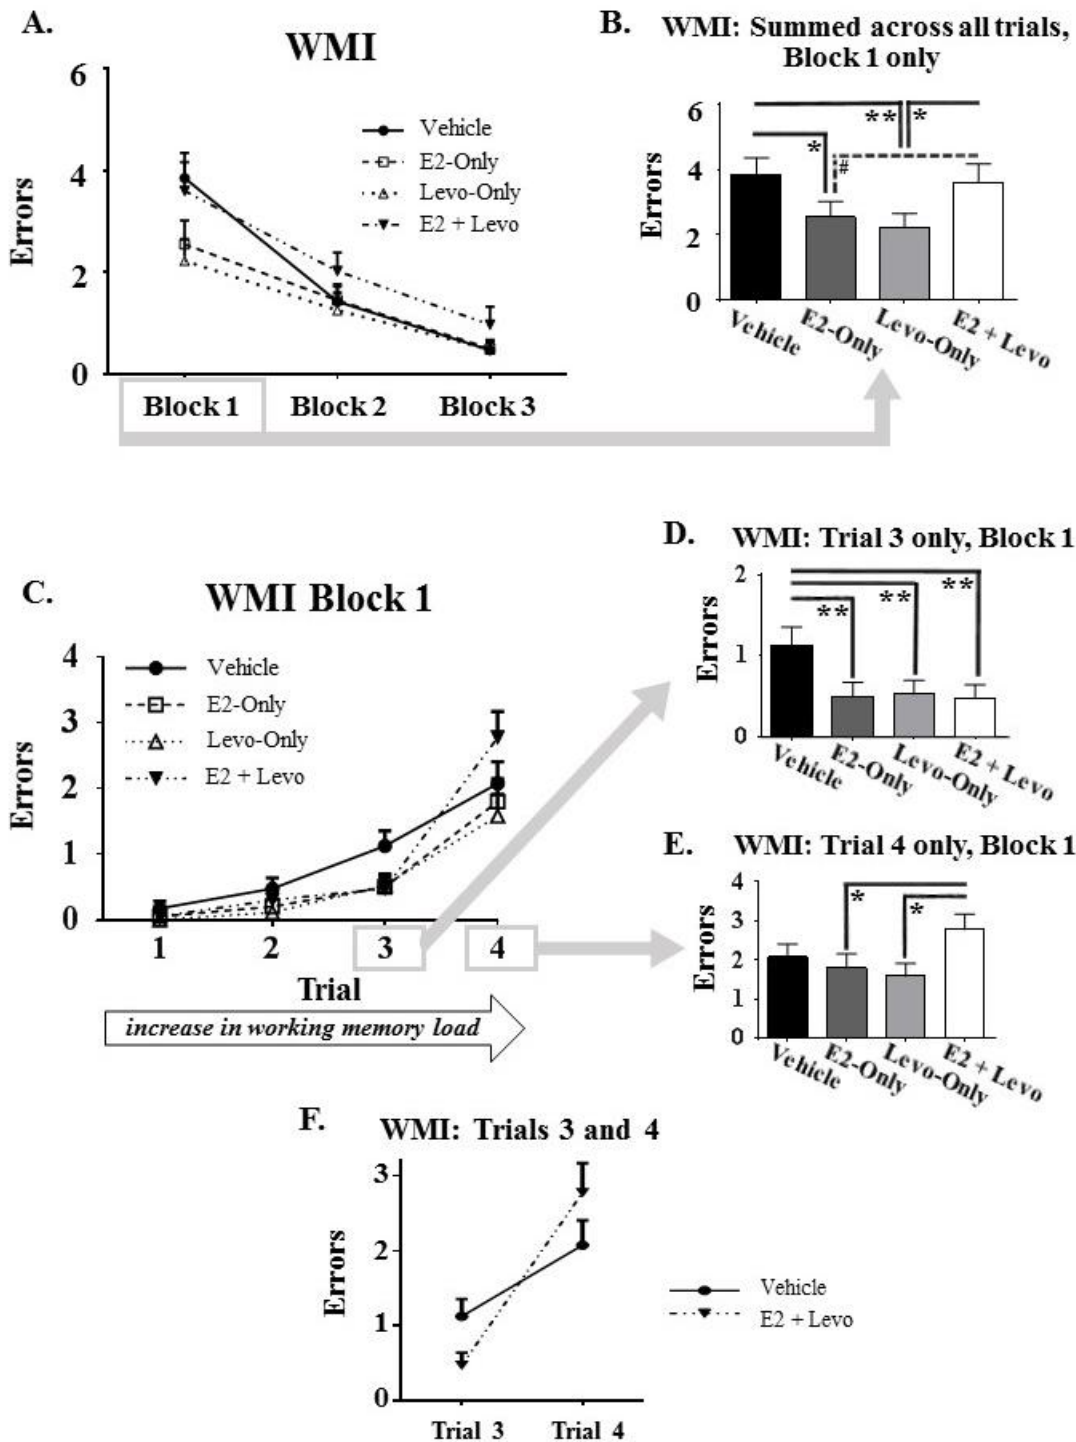 A.
WMI
6
4
2
0
Errors
Vehicle
E2-Only
Levo-Only
E2 + Levo
Block 1 Block 2 Block 3
B.
WMI: Summed across all trials,
Block 1 only
6
4
2
0
Errors
** *
*
#
Vehicle E2-Only Levo-Only E2 + Levo
C.
WMI Block 1
4
3
2
1
0
Errors
Vehicle
E2-Only
Levo-Only
E2 + Levo
1 2 3 4
Trial
increase in working memory load
D.
WMI: Trial 3 only, Block 1
2
1
0
Errors
** ** **
Vehicle E2-Only Levo-Only E2 + Levo
E.
WMI: Trial 4 only, Block 1
4
3
2
1
0
Errors
* *
Vehicle E2-Only Levo-Only E2 + Levo
F.
WMI: Trials 3 and 4
3
2
1
0
Errors
Vehicle
E2 + Levo
Trial 3 Trial 4